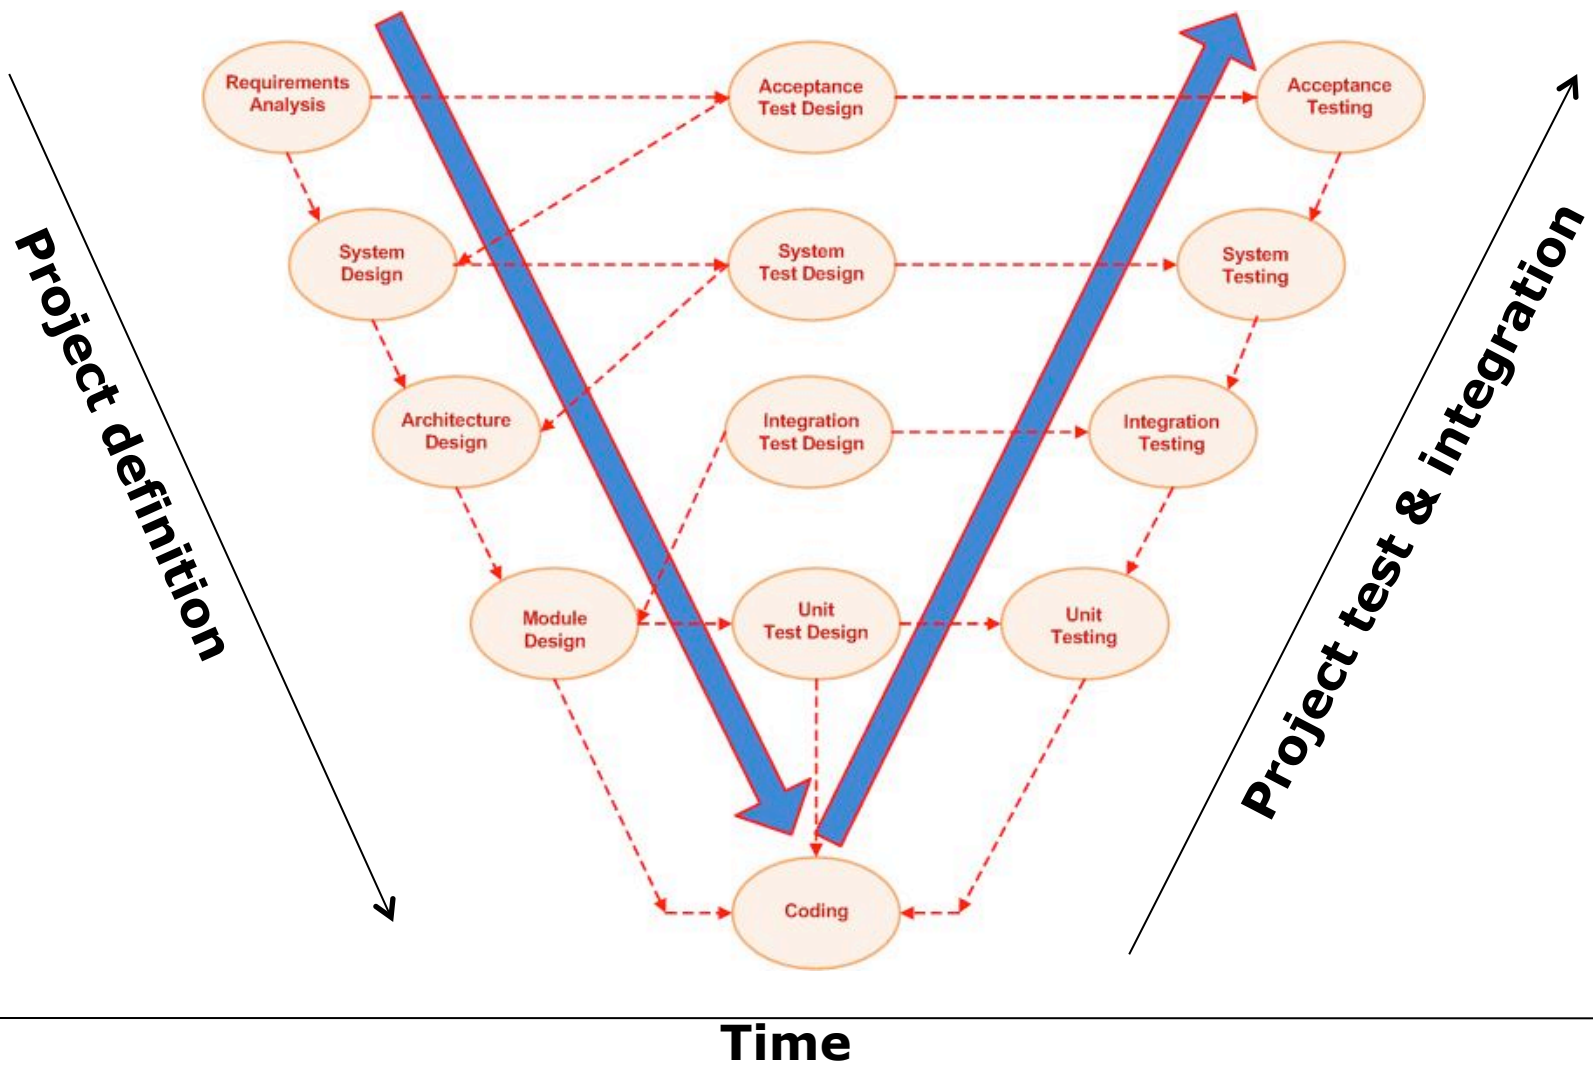 Requirements
Analysis
Acceptance
Test Design
Acceptance
Testing
System
Design
System
Test Design
System
Testing
Architecture
Design
Integration
Test Design
Integration
Testing
Module
Design
Unit
Test Design
Unit
Testing
Coding
Project definition
Project test & integration
Time